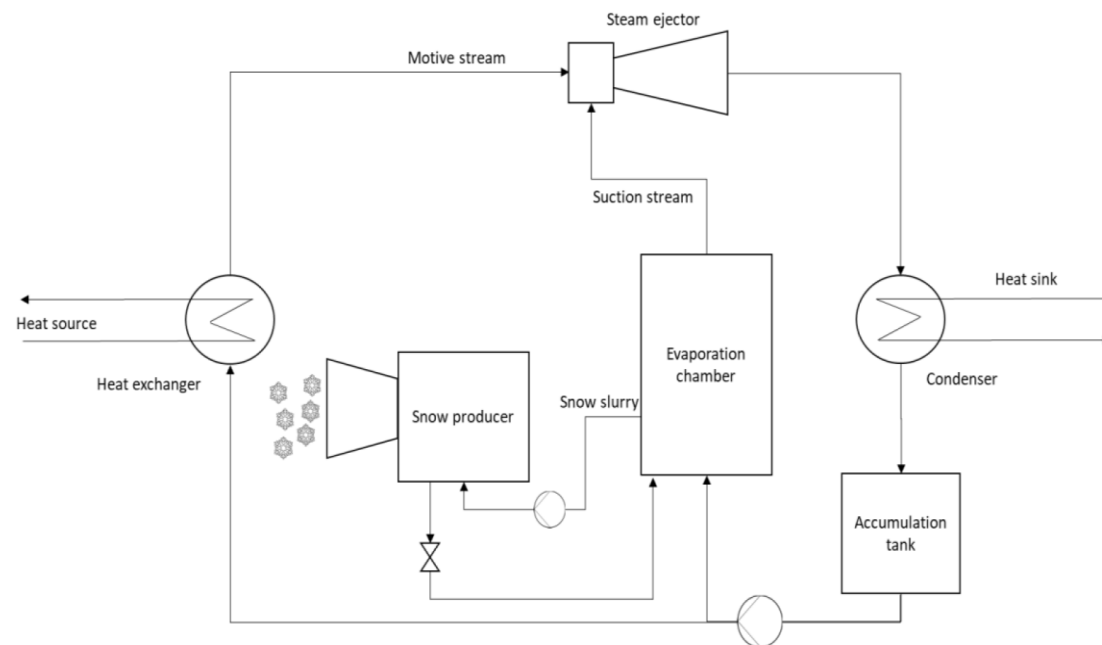 Steam ejector
Motive stream
Suction stream
Heat source
Heat sink
Evaporation
chamber
Heat exchanger
Condenser
Snow slurry
Snow producer
Accumulation
tank